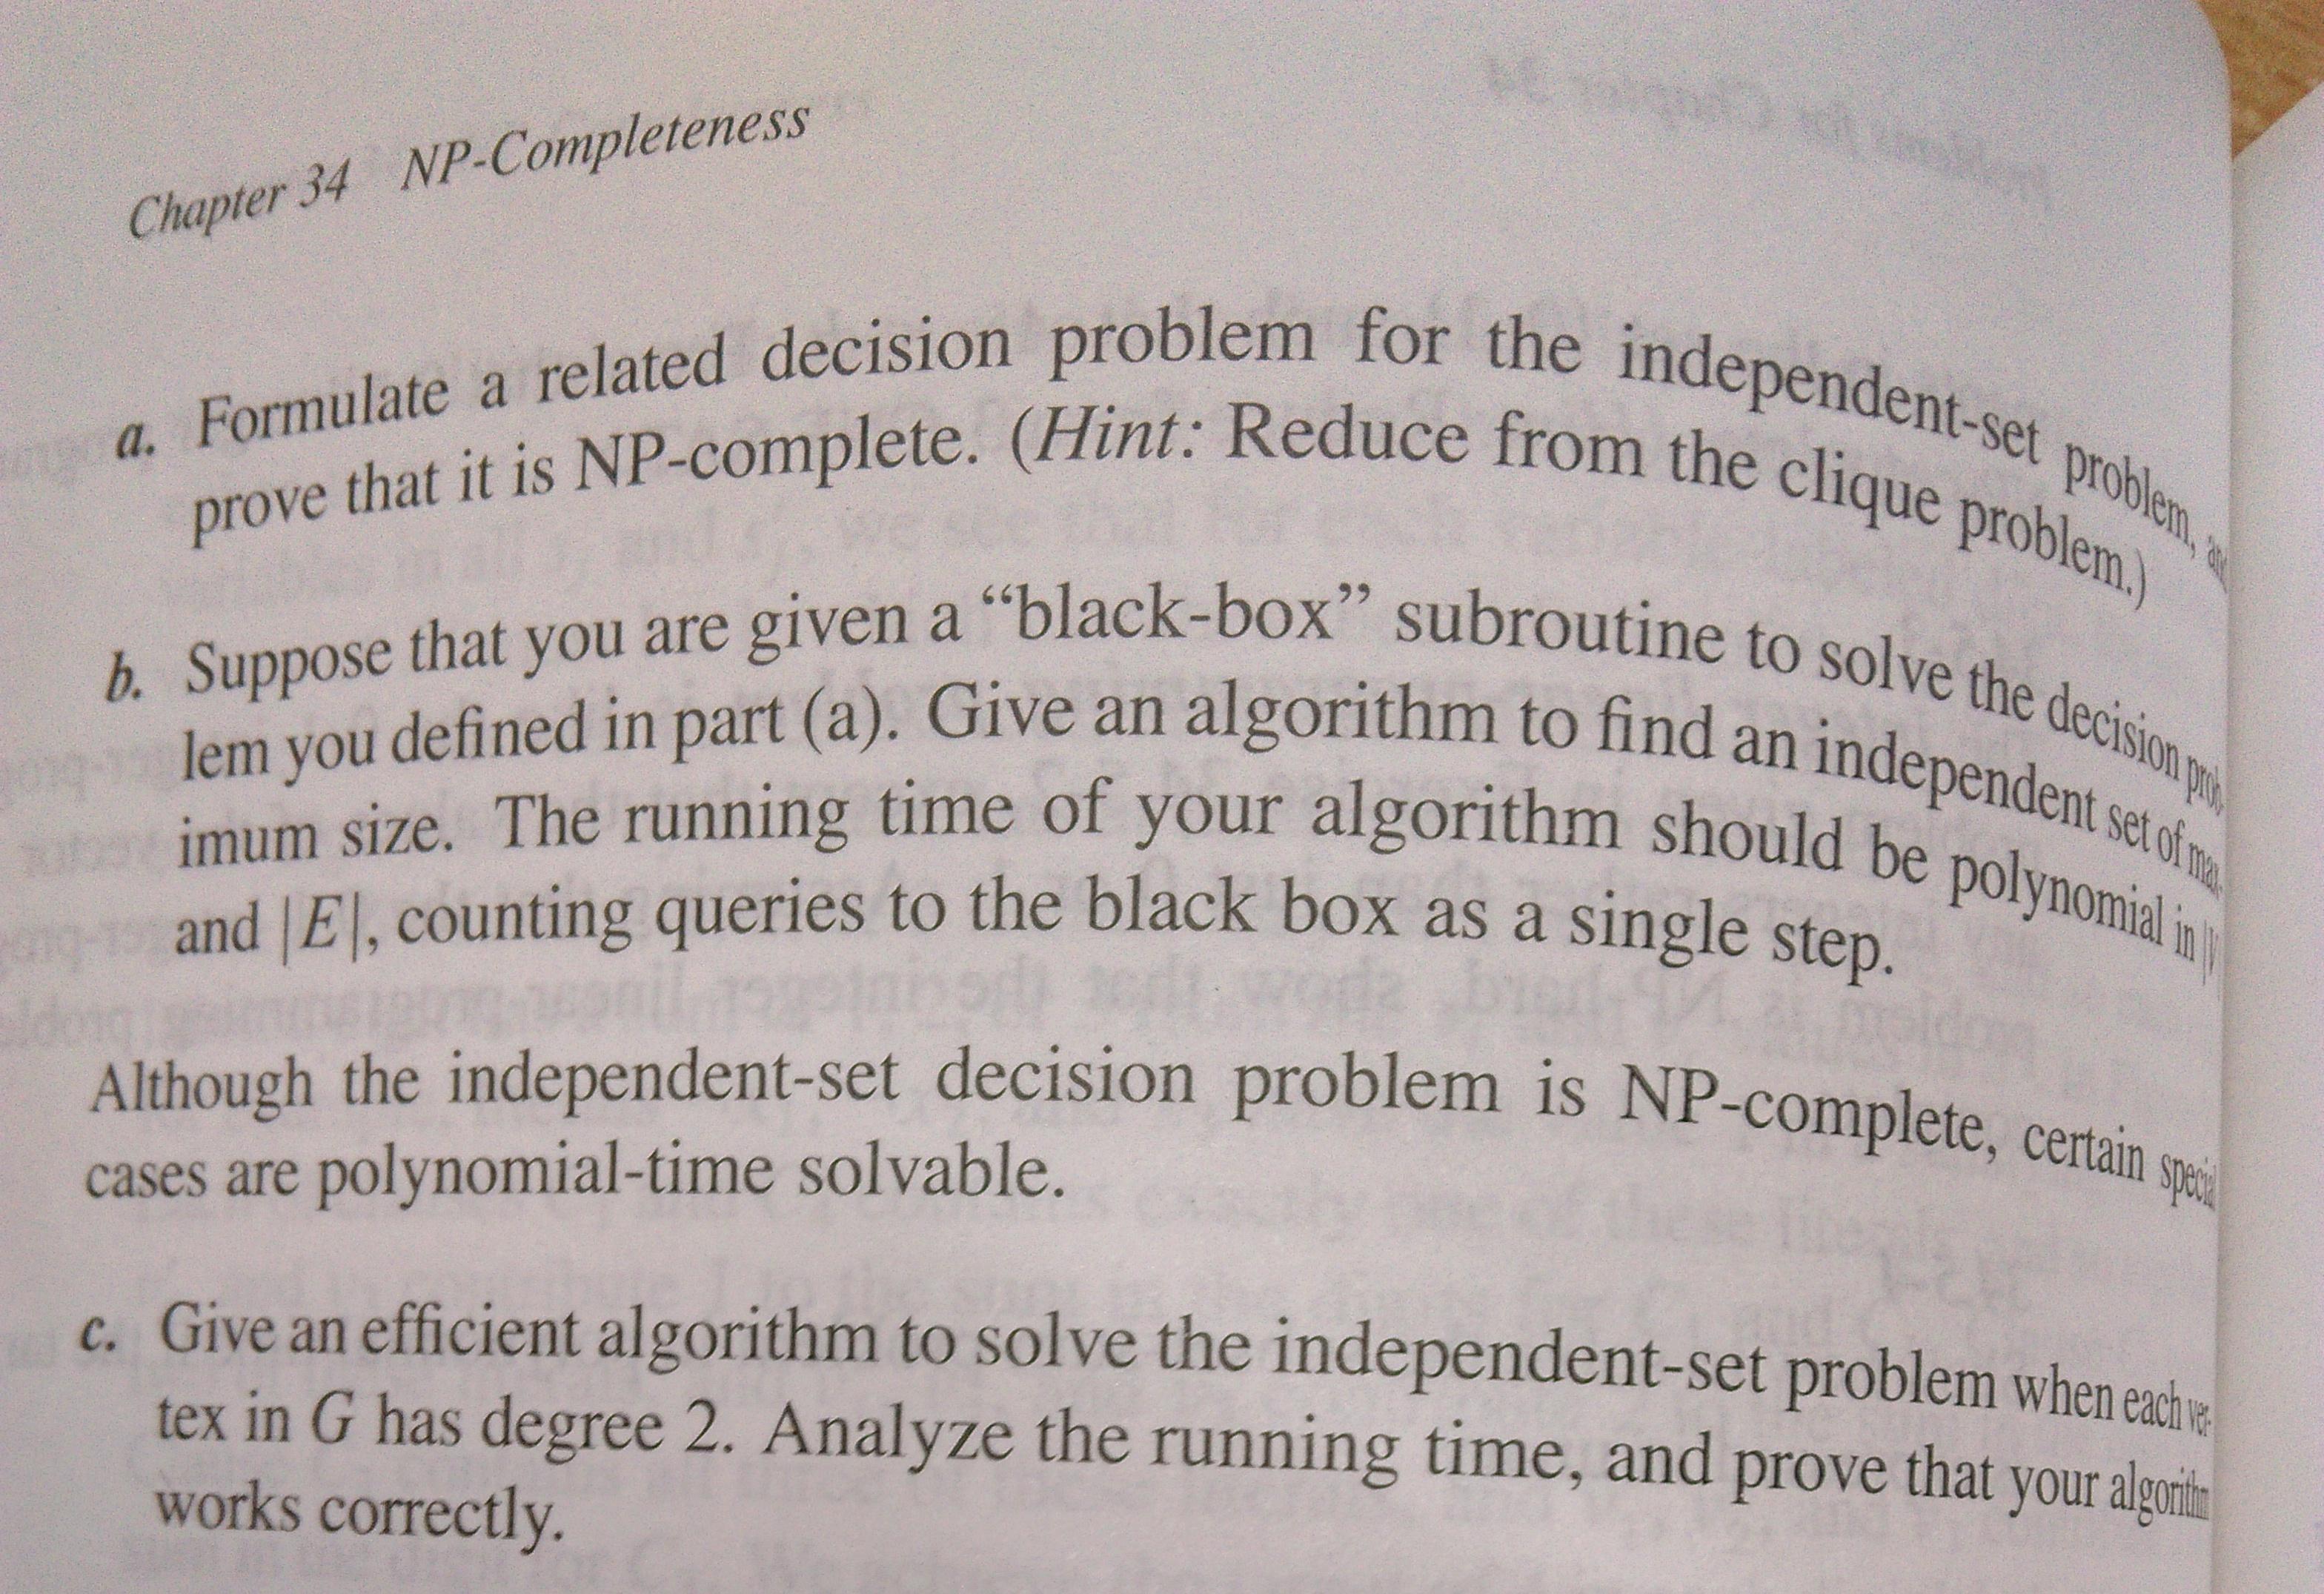 Chapter 34 NP-Completeness
a. Formulate a related decision problem for the independent-set problem, and
prove that it is NP-complete. (Hint: Reduce from the clique problem.)
b. Suppose that you are given a “black-box” subroutine to solve the decision prob-
lem you defined in part (a). Give an algorithm to find an independent set of max-
imum size. The running time of your algorithm should be polynomial in |V
and |E|, counting queries to the black box as a single step.
Although the independent-set decision problem is NP-complete, certain special
cases are polynomial-time solvable.
c. Give an efficient algorithm to solve the independent-set problem when each ver-
tex in G has degree 2. Analyze the running time, and prove that your algorithm
works correctly.